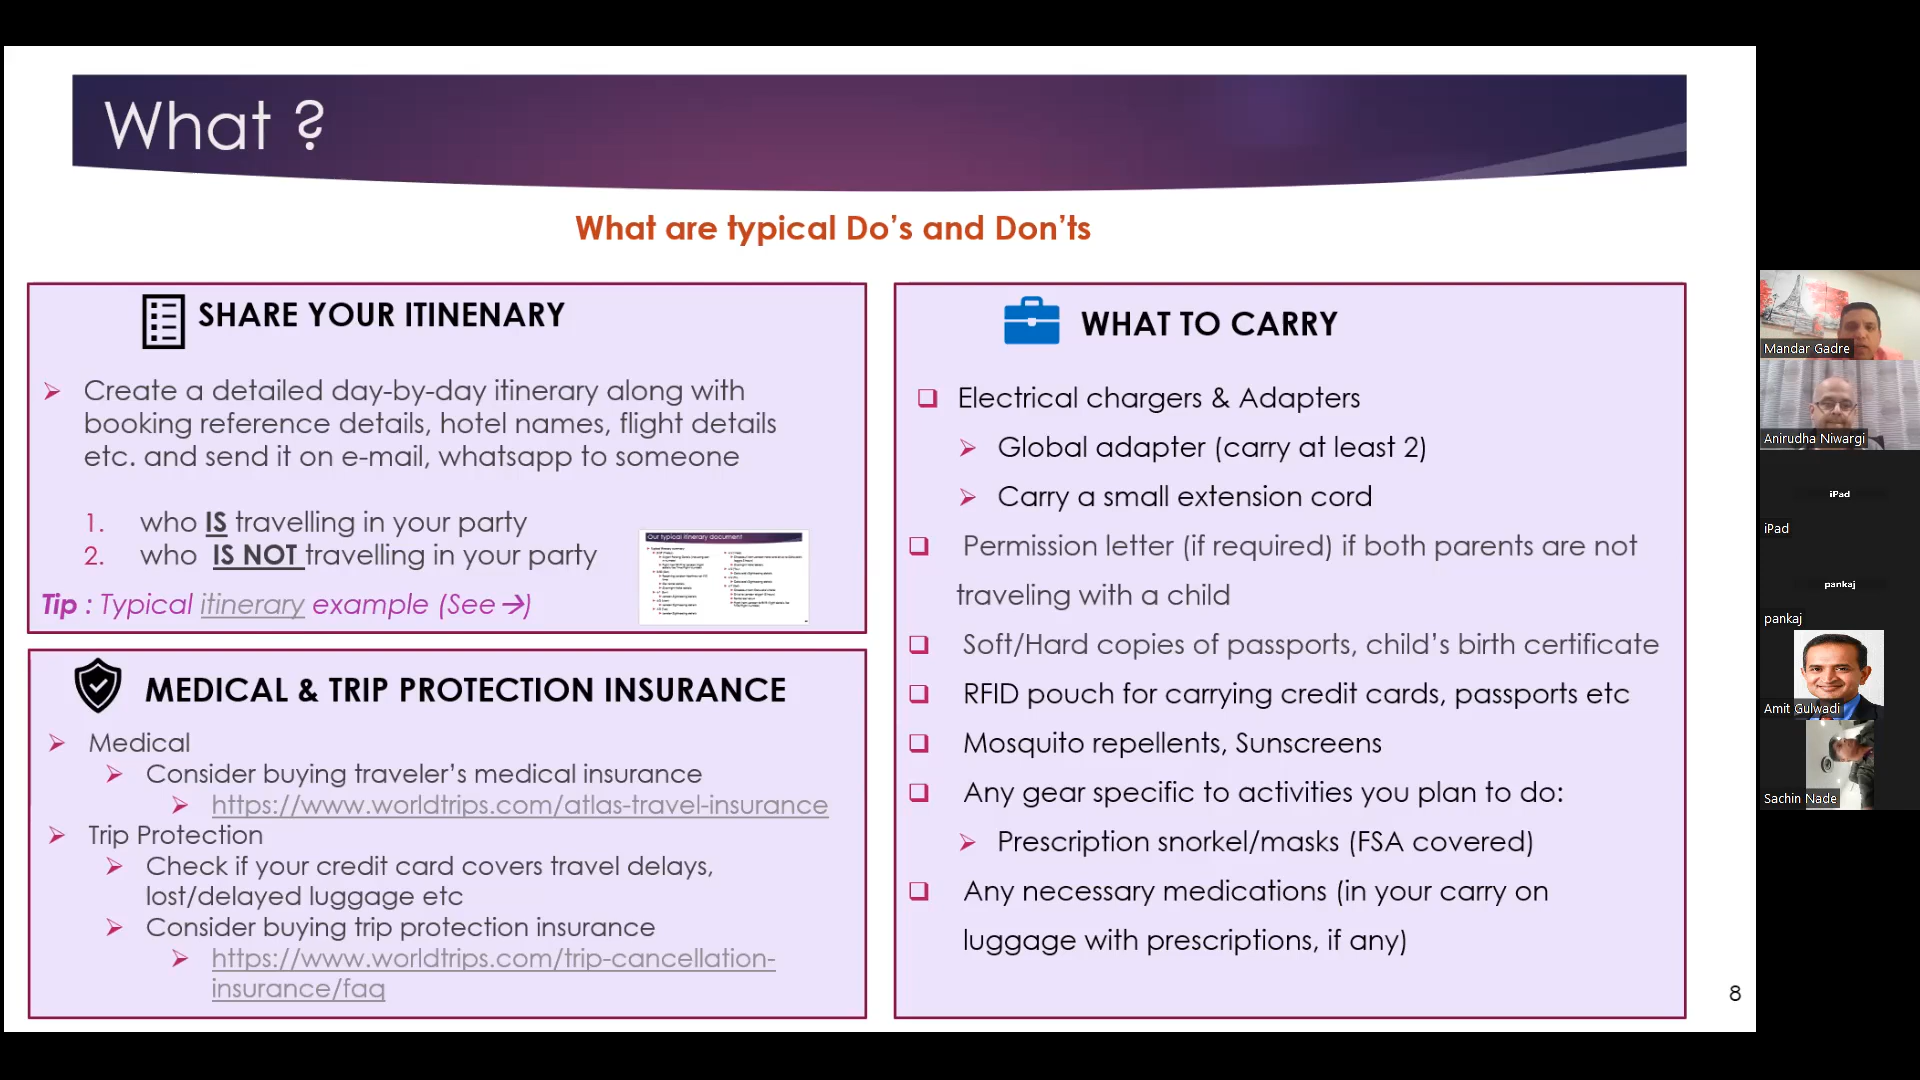 What ?
What are typical Do's and Don'ts
SHARE YOUR ITINENARY
Create a detailed day-by-day itinerary along with
booking reference details, hotel names, flight details
etc. and send it on e-mail, whatsapp to someone
1. who IS travelling in your party
2. who IS NOT travelling in your party
Tip : Typical itinerary example (See →)
Our typical itinerary document
MEDICAL & TRIP PROTECTION INSURANCE
Medical
Consider buying traveler's medical insurance
https://www.worldtrips.com/atlas-travel-insurance
Trip Protection
Check if your credit card covers travel delays,
lost/delayed luggage etc
Consider buying trip protection insurance
https://www.worldtrips.com/trip-cancellation-
insurance/faq
WHAT TO CARRY
Electrical chargers & Adapters
Global adapter (carry at least 2)
Carry a small extension cord
Permission letter (if required) if both parents are not
traveling with a child
Soft/Hard copies of passports, child's birth certificate
RFID pouch for carrying credit cards, passports etc
Mosquito repellents, Sunscreens
Any gear specific to activities you plan to do:
Prescription snorkel/masks (FSA covered)
Any necessary medications (in your carry on
luggage with prescriptions, if any)
8
Mandar Gadre
Anirudha Niwargi
iPad
iPad
pankaj
pankaj
Amit Gulwadi
Sachin Nade